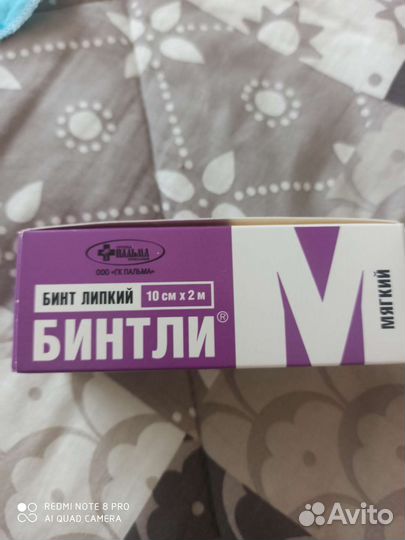 ПАЛЬМА
ООО «ГК ПАЛЬМА»
БИНТ ЛИПКИЙ 10 см х 2 м
БИНТЛИ®
М
МЯГКИЙ
REDMI NOTE 8 PRO
AI QUAD CAMERA
Avito